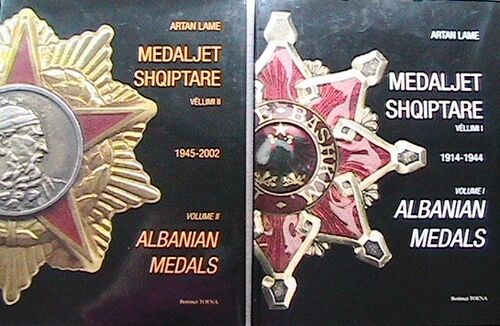 ARTAN LAME
MEDALJET
SHQIPTARE
VËLLIMI II
1945-2002
VOLUME II
ALBANIAN
MEDALS
Botimet TOENA
ARTAN LAME
MEDALJET
SHQIPTARE
VËLLIMI I
1914-1944
VOLUME I
ALBANIAN
MEDALS
Botimet TOENA